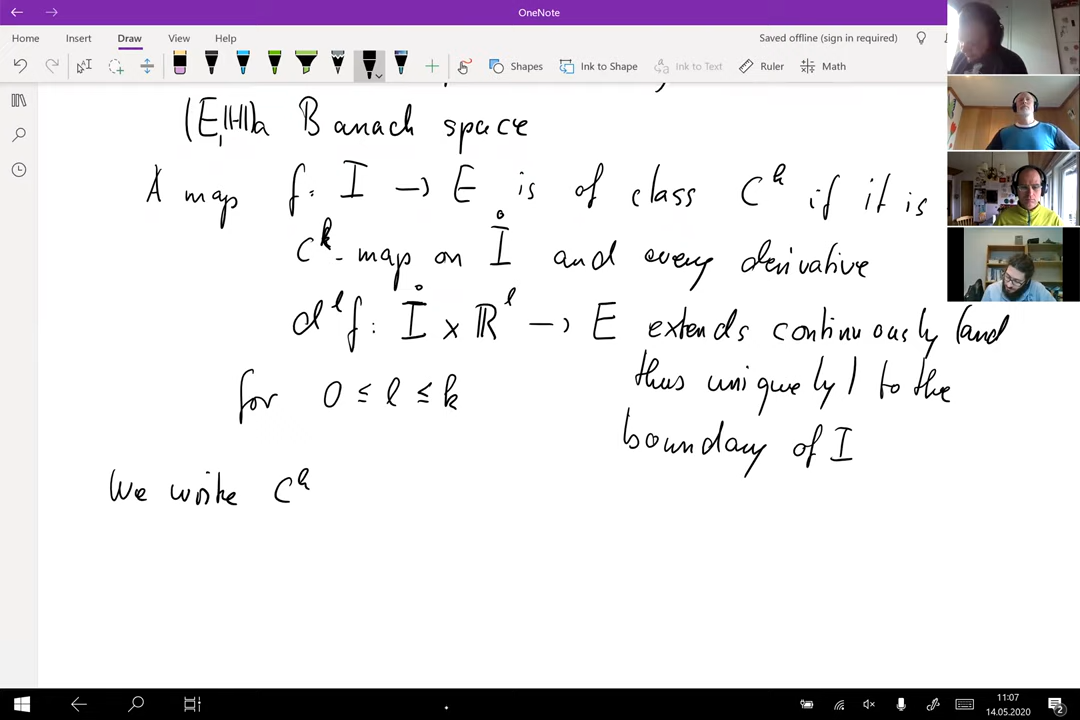 OneNote
Home Insert Draw View Help
Saved offline (sign in required)
Shapes Ink to Shape Ink to Text Ruler Math
(E,||·||) a Banach space
A map f: I → E is of class C^k if it is
C^k-map on I̊ and every derivative
d^l f: I̊ × ℝ^l → E extends continuously (and
thus uniquely) to the
for 0 ≤ l ≤ k
boundary of I
We write C^k
11:07
14.05.2020
2